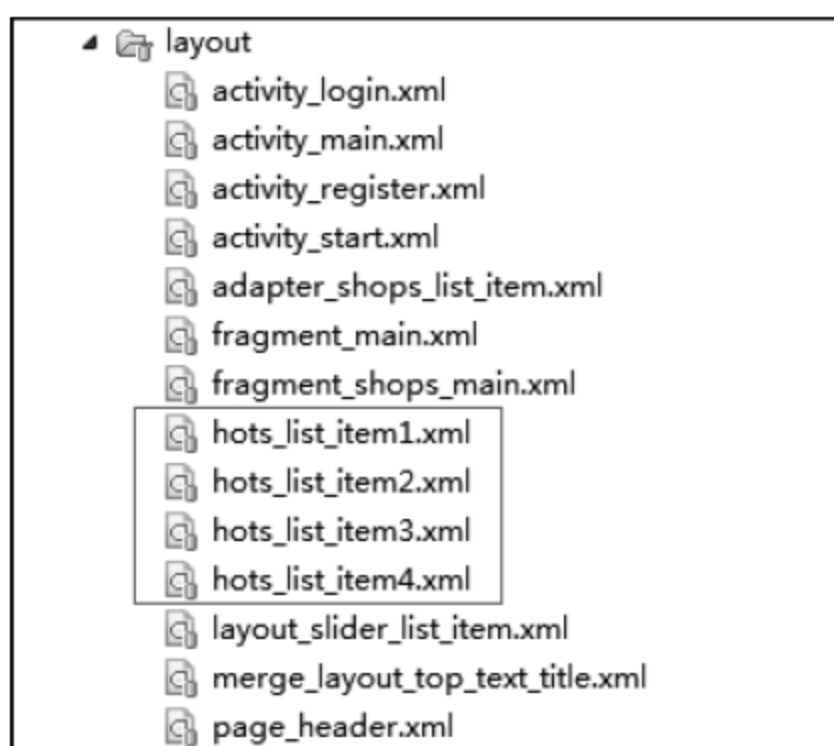 layout
activity_login.xml
activity_main.xml
activity_register.xml
activity_start.xml
adapter_shops_list_item.xml
fragment_main.xml
fragment_shops_main.xml
hots_list_item1.xml
hots_list_item2.xml
hots_list_item3.xml
hots_list_item4.xml
layout_slider_list_item.xml
merge_layout_top_text_title.xml
page_header.xml